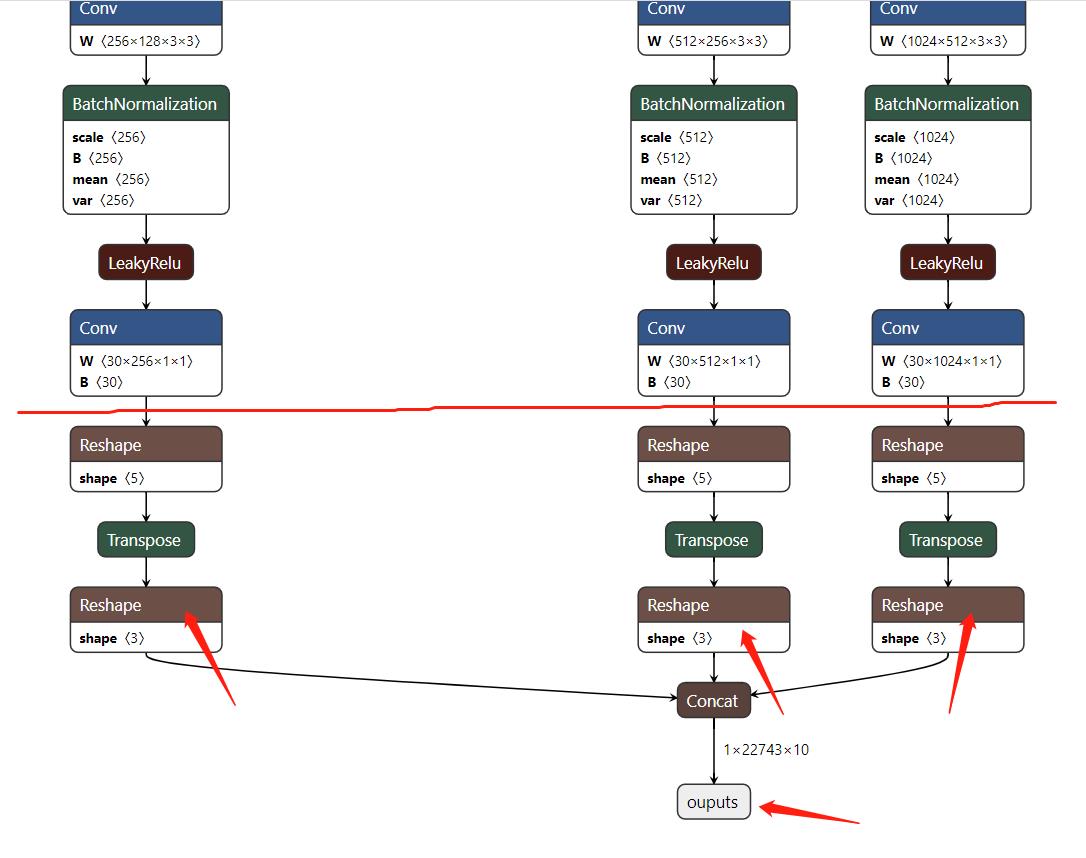 Conv
W 〈256×128×3×3〉
BatchNormalization
scale 〈256〉
B 〈256〉
mean 〈256〉
var 〈256〉
LeakyRelu
Conv
W 〈30×256×1×1〉
B 〈30〉
Reshape
shape 〈5〉
Transpose
Reshape
shape 〈3〉
Conv
W 〈512×256×3×3〉
BatchNormalization
scale 〈512〉
B 〈512〉
mean 〈512〉
var 〈512〉
LeakyRelu
Conv
W 〈30×512×1×1〉
B 〈30〉
Reshape
shape 〈5〉
Transpose
Reshape
shape 〈3〉
Conv
W 〈1024×512×3×3〉
BatchNormalization
scale 〈1024〉
B 〈1024〉
mean 〈1024〉
var 〈1024〉
LeakyRelu
Conv
W 〈30×1024×1×1〉
B 〈30〉
Reshape
shape 〈5〉
Transpose
Reshape
shape 〈3〉
Concat
1×22743×10
ouputs